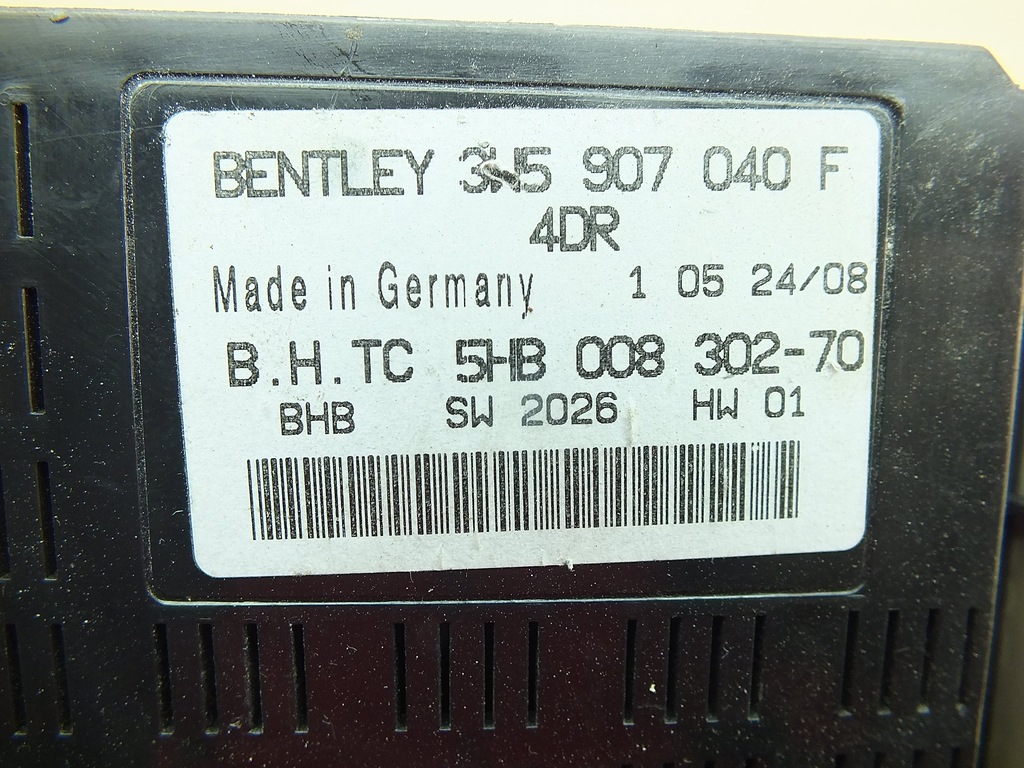 BENTLEY 3W5 907 040 F
4DR
Made in Germany 1 05 24/08
B.H.TC 5HB 008 302-70
BHB SW 2026 HW 01